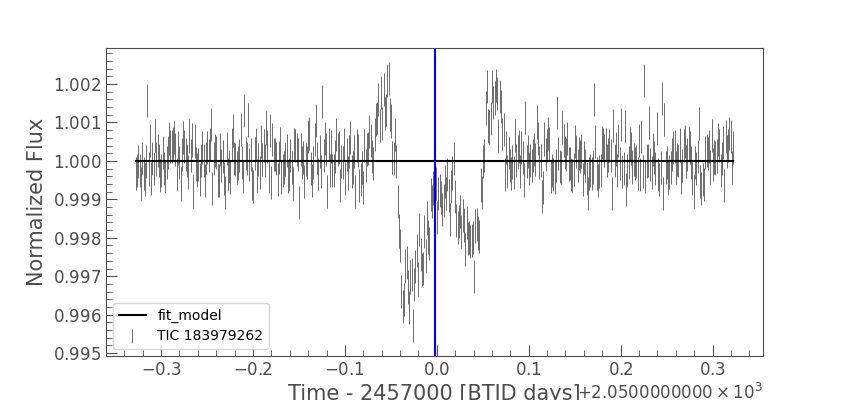 1.002
1.001
1.000
0.999
0.998
0.997
0.996
0.995
Normalized Flux
fit_model
TIC 183979262
−0.3 −0.2 −0.1 0.0 0.1 0.2 0.3
Time - 2457000 [BTJD days]
+2.0500000000 × 10³